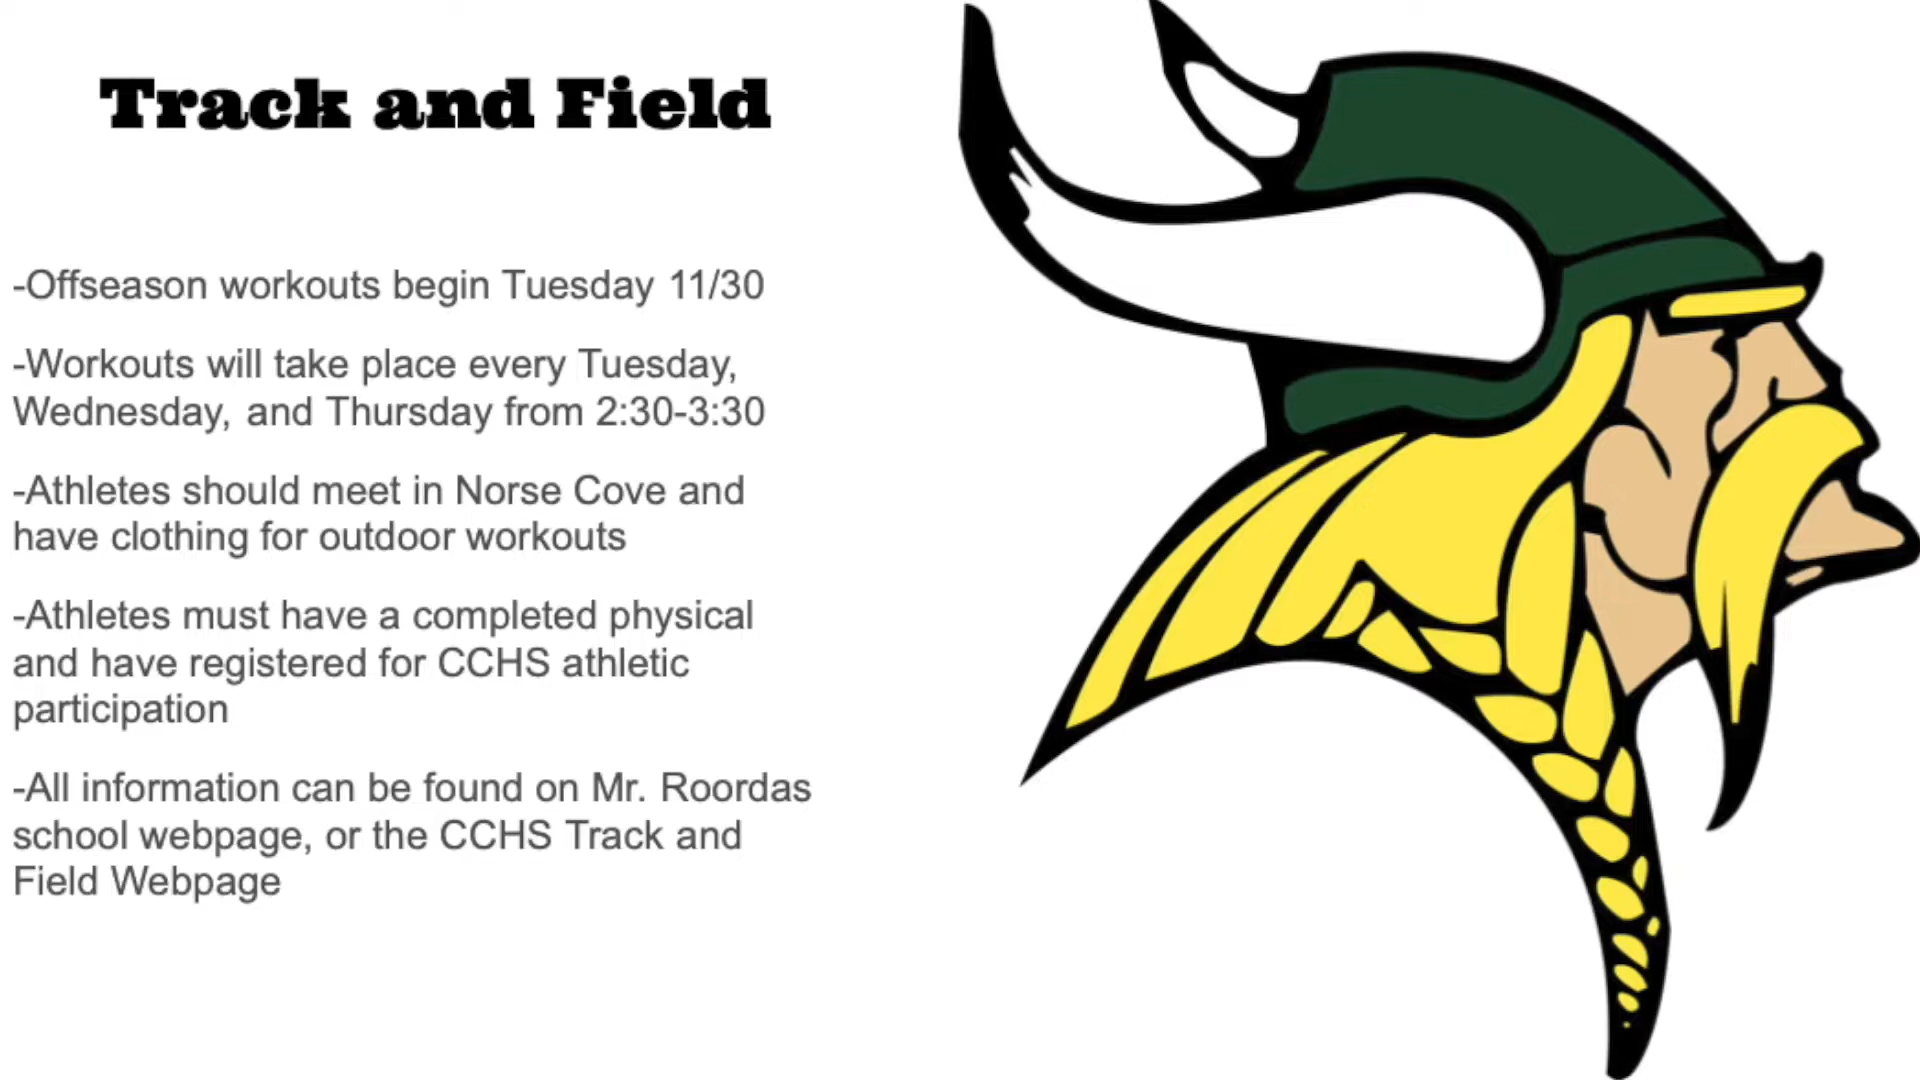 Track and Field
-Offseason workouts begin Tuesday 11/30
-Workouts will take place every Tuesday,
Wednesday, and Thursday from 2:30-3:30
-Athletes should meet in Norse Cove and
have clothing for outdoor workouts
-Athletes must have a completed physical
and have registered for CCHS athletic
participation
-All information can be found on Mr. Roordas
school webpage, or the CCHS Track and
Field Webpage